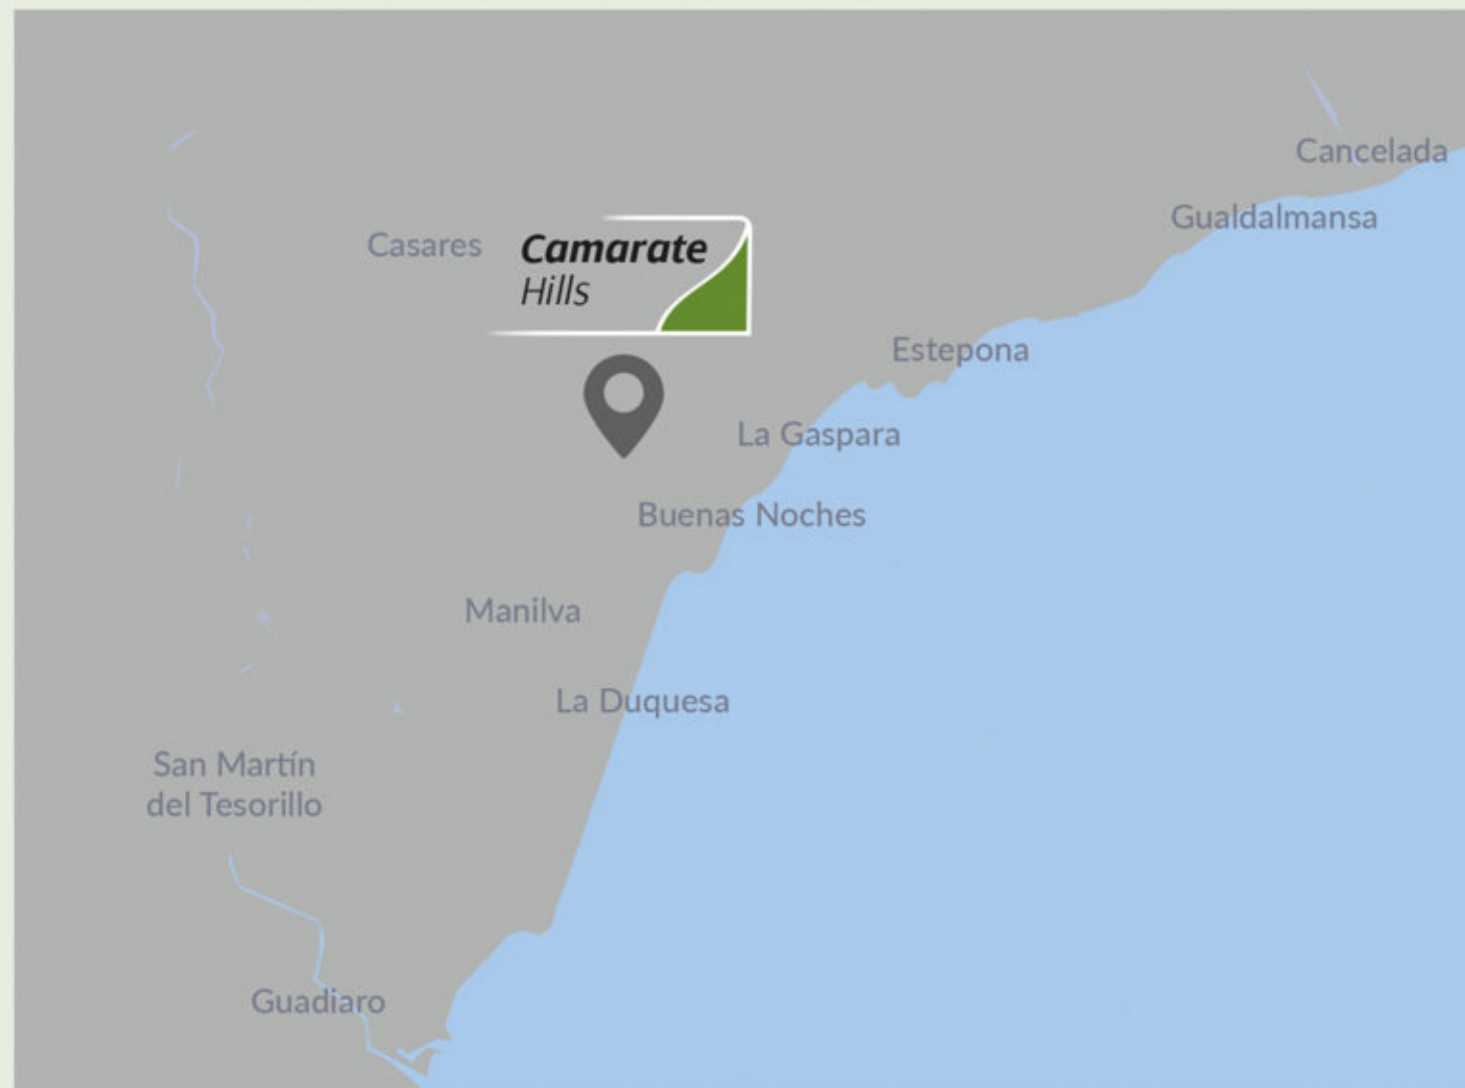 Cancelada
Gualdalmansa
Casares
Camarate
Hills
Estepona
La Gaspara
Buenas Noches
Manilva
La Duquesa
San Martín
del Tesorillo
Guadiaro